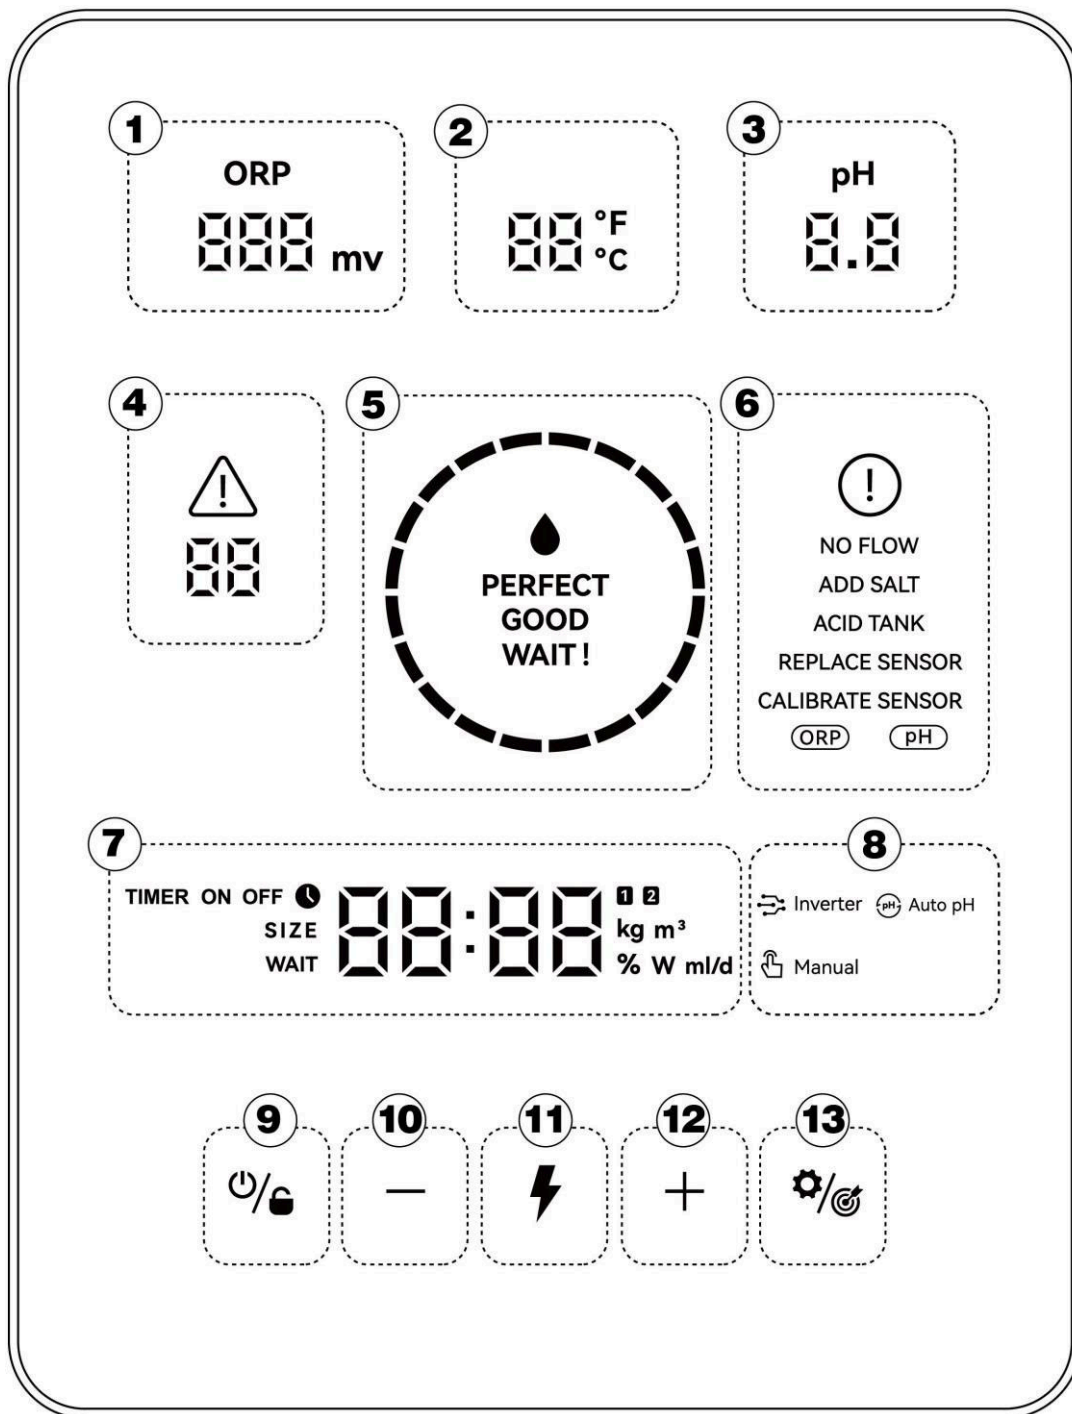 1
ORP
888 mv
2
88 °F
°C
3
pH
8.8
4
!
88
5
PERFECT
GOOD
WAIT !
6
!
NO FLOW
ADD SALT
ACID TANK
REPLACE SENSOR
CALIBRATE SENSOR
ORP pH
7
TIMER ON OFF 88:88 1 2
SIZE kg m³
WAIT % W ml/d
8
Inverter pH Auto pH
Manual
9
/
10
−
11
12
+
13
/